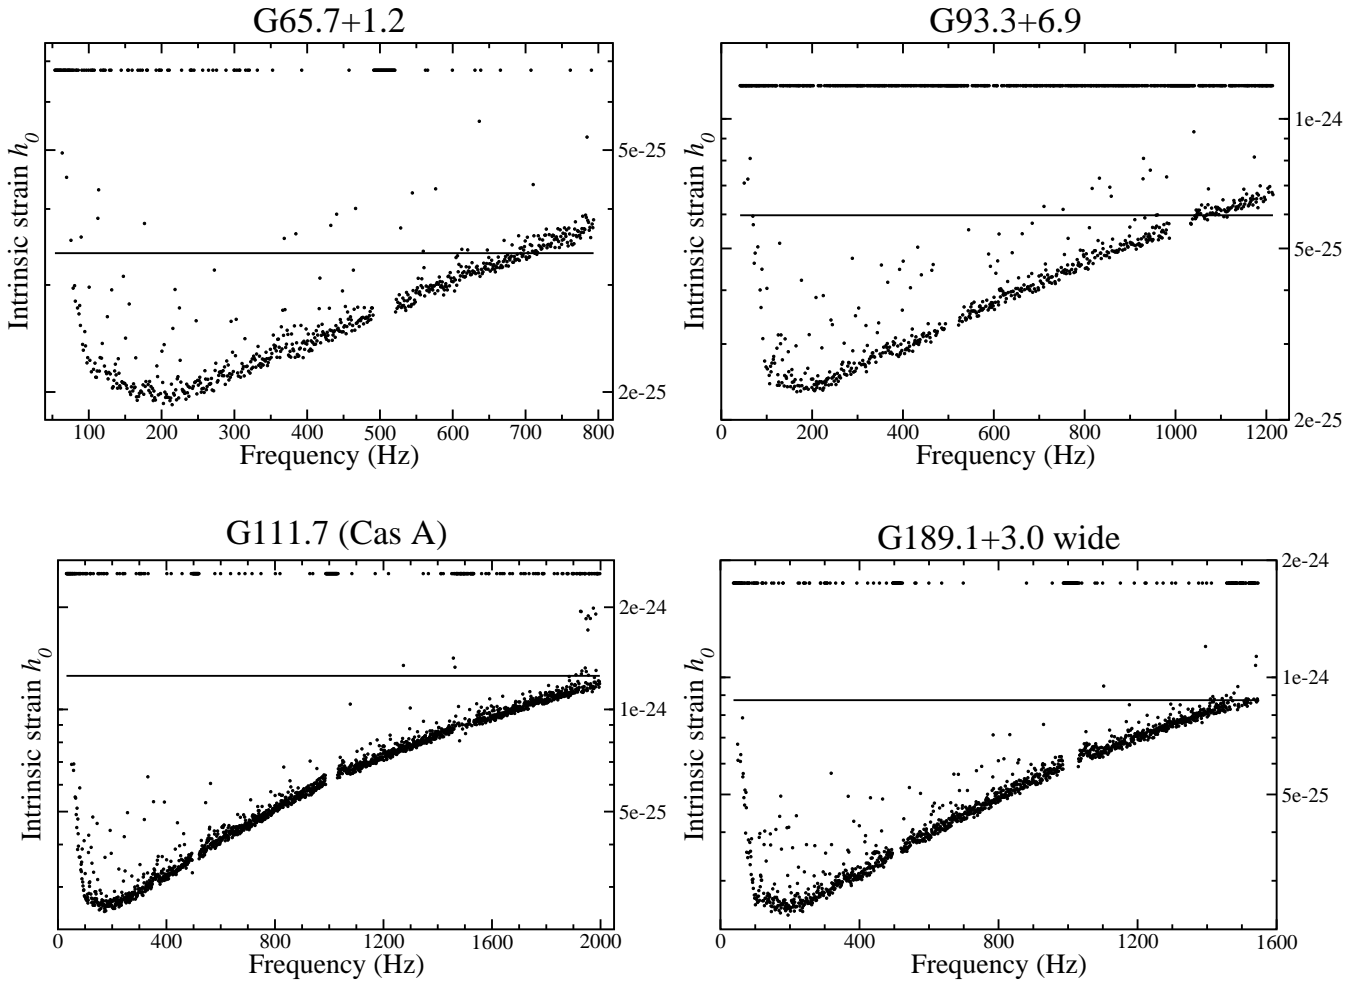 G65.7+1.2
Intrinsic strain h0
5e-25
2e-25
100 200 300 400 500 600 700 800
Frequency (Hz)
G93.3+6.9
Intrinsic strain h0
1e-24
5e-25
2e-25
0 200 400 600 800 1000 1200
Frequency (Hz)
G111.7 (Cas A)
Intrinsic strain h0
2e-24
1e-24
5e-25
0 400 800 1200 1600 2000
Frequency (Hz)
G189.1+3.0 wide
Intrinsic strain h0
2e-24
1e-24
5e-25
0 400 800 1200 1600
Frequency (Hz)